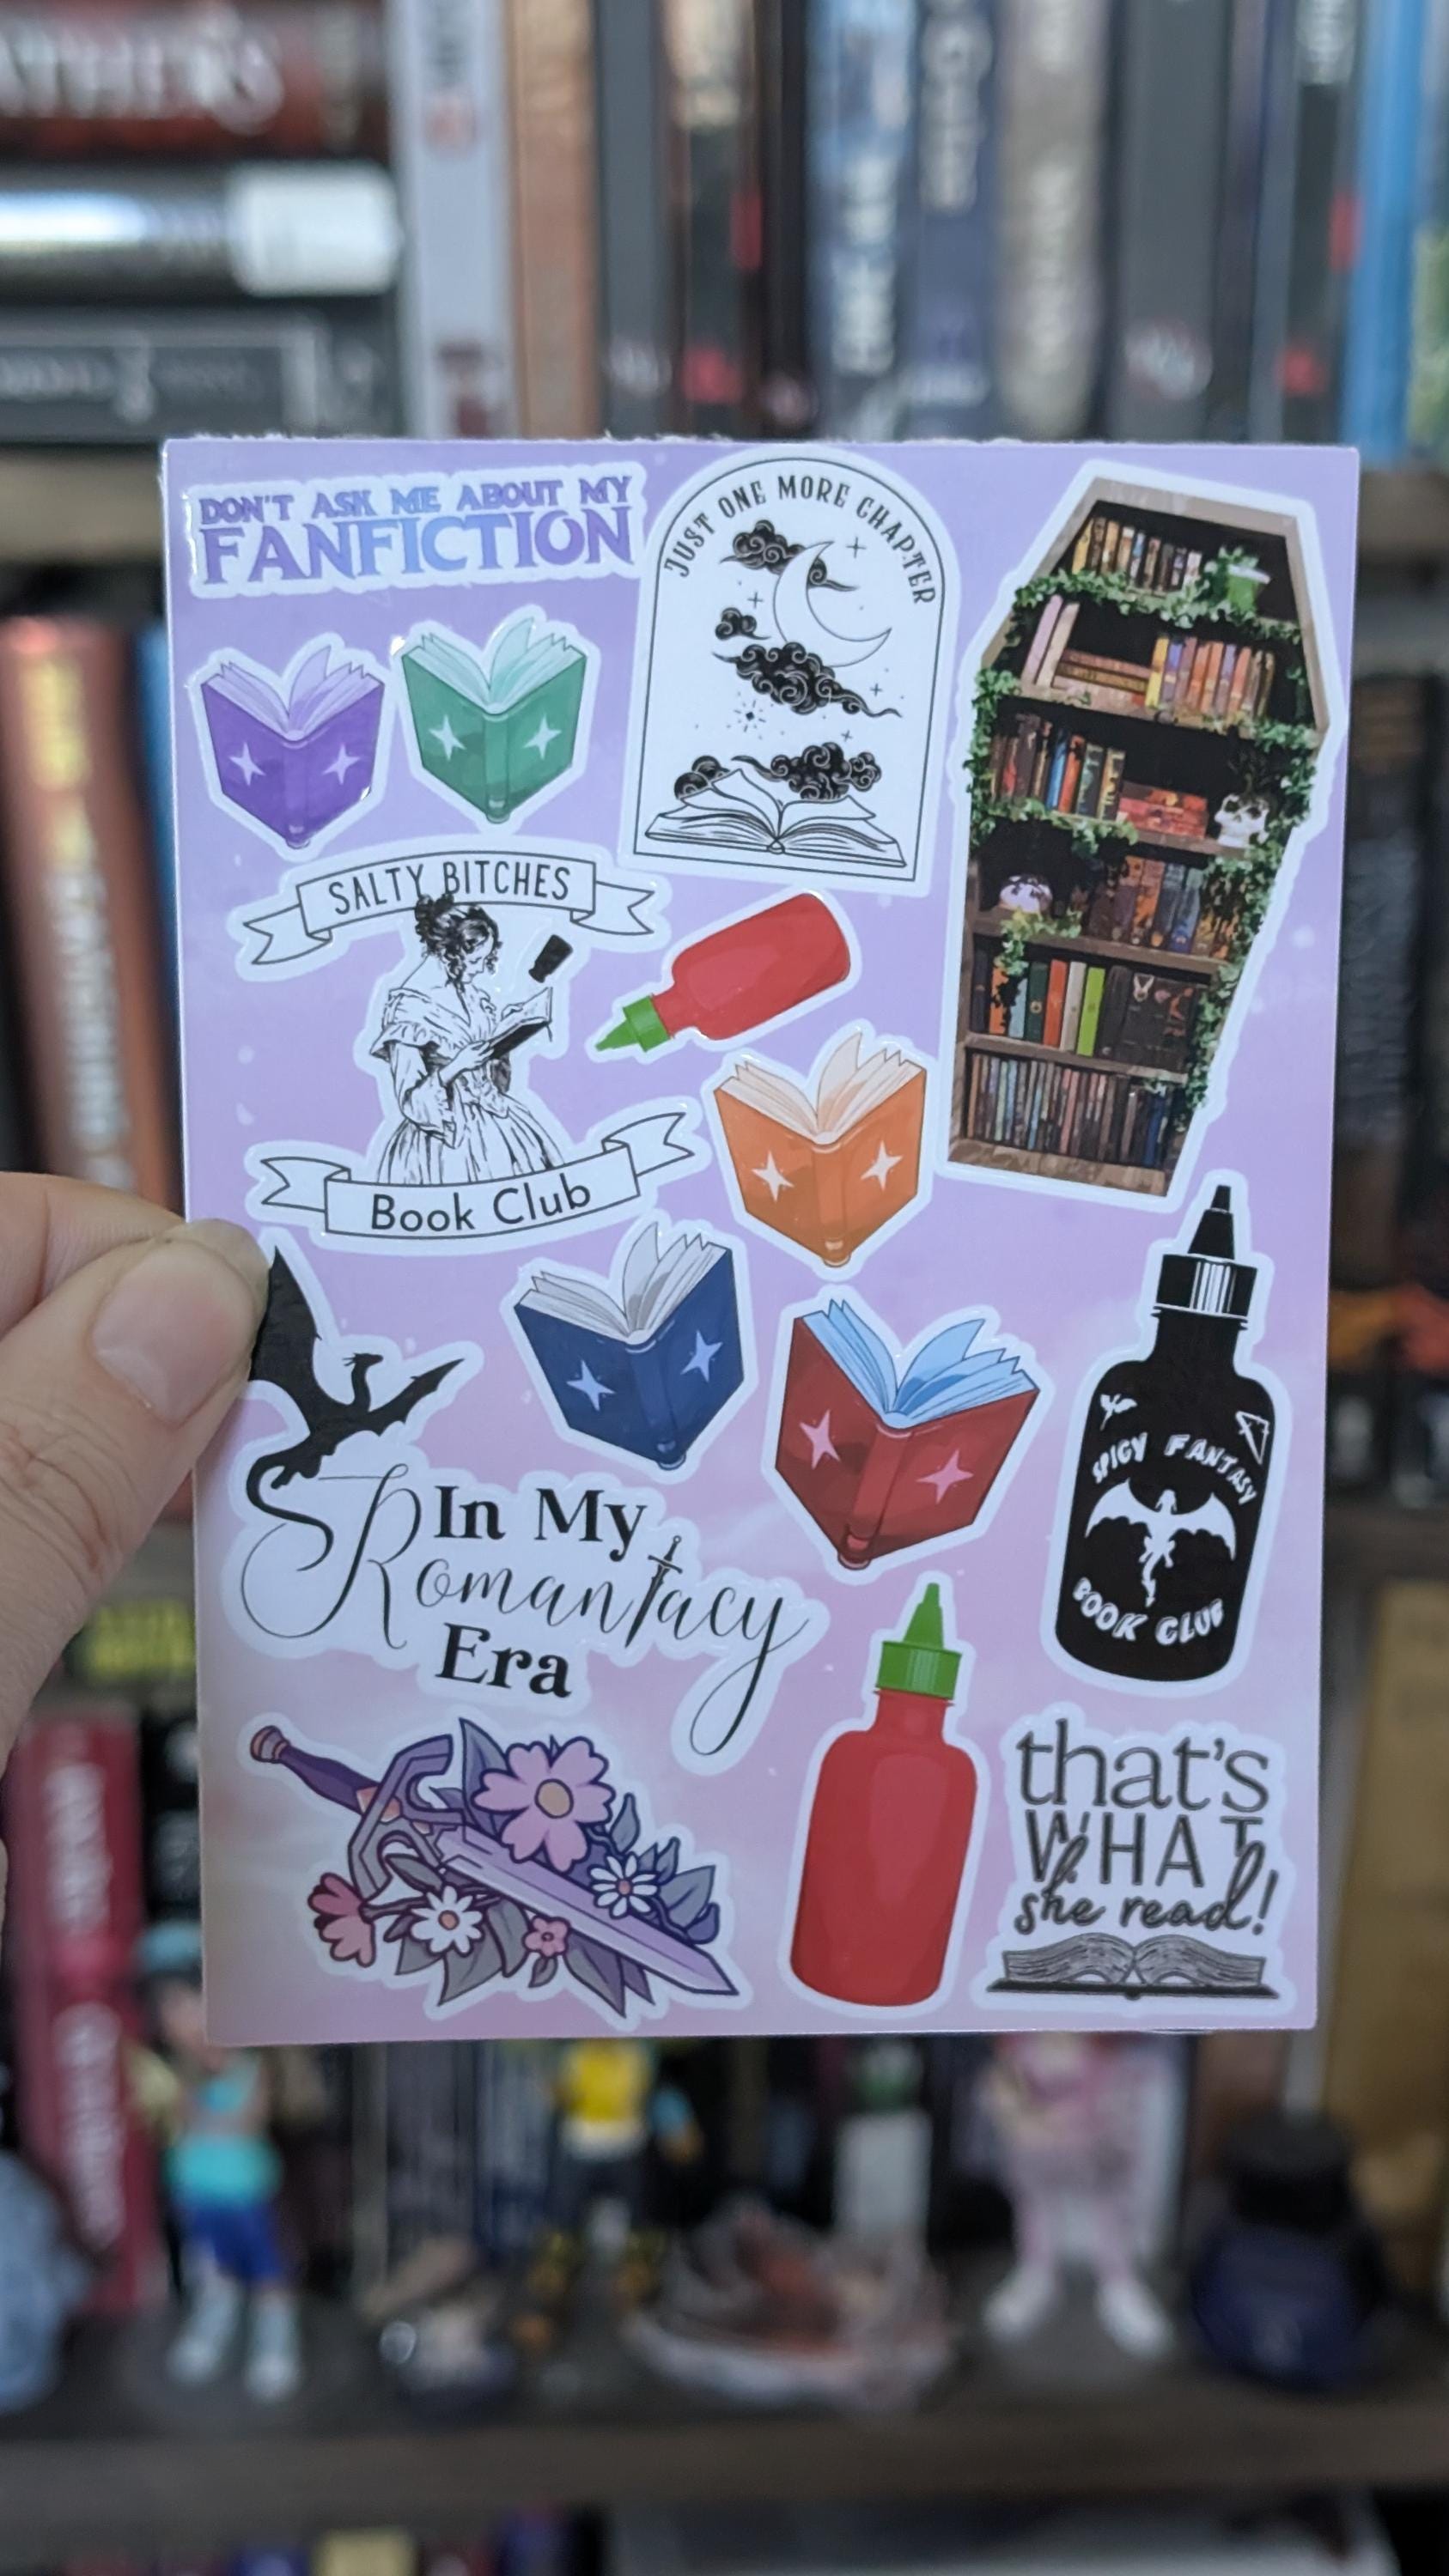 DON'T ASK ME ABOUT MY
FANFICTION
JUST ONE MORE CHAPTER
SALTY BITCHES
Book Club
In My
Romantacy
Era
SPICY FANTASY
BOOK CLUB
that's
WHAT
she read!